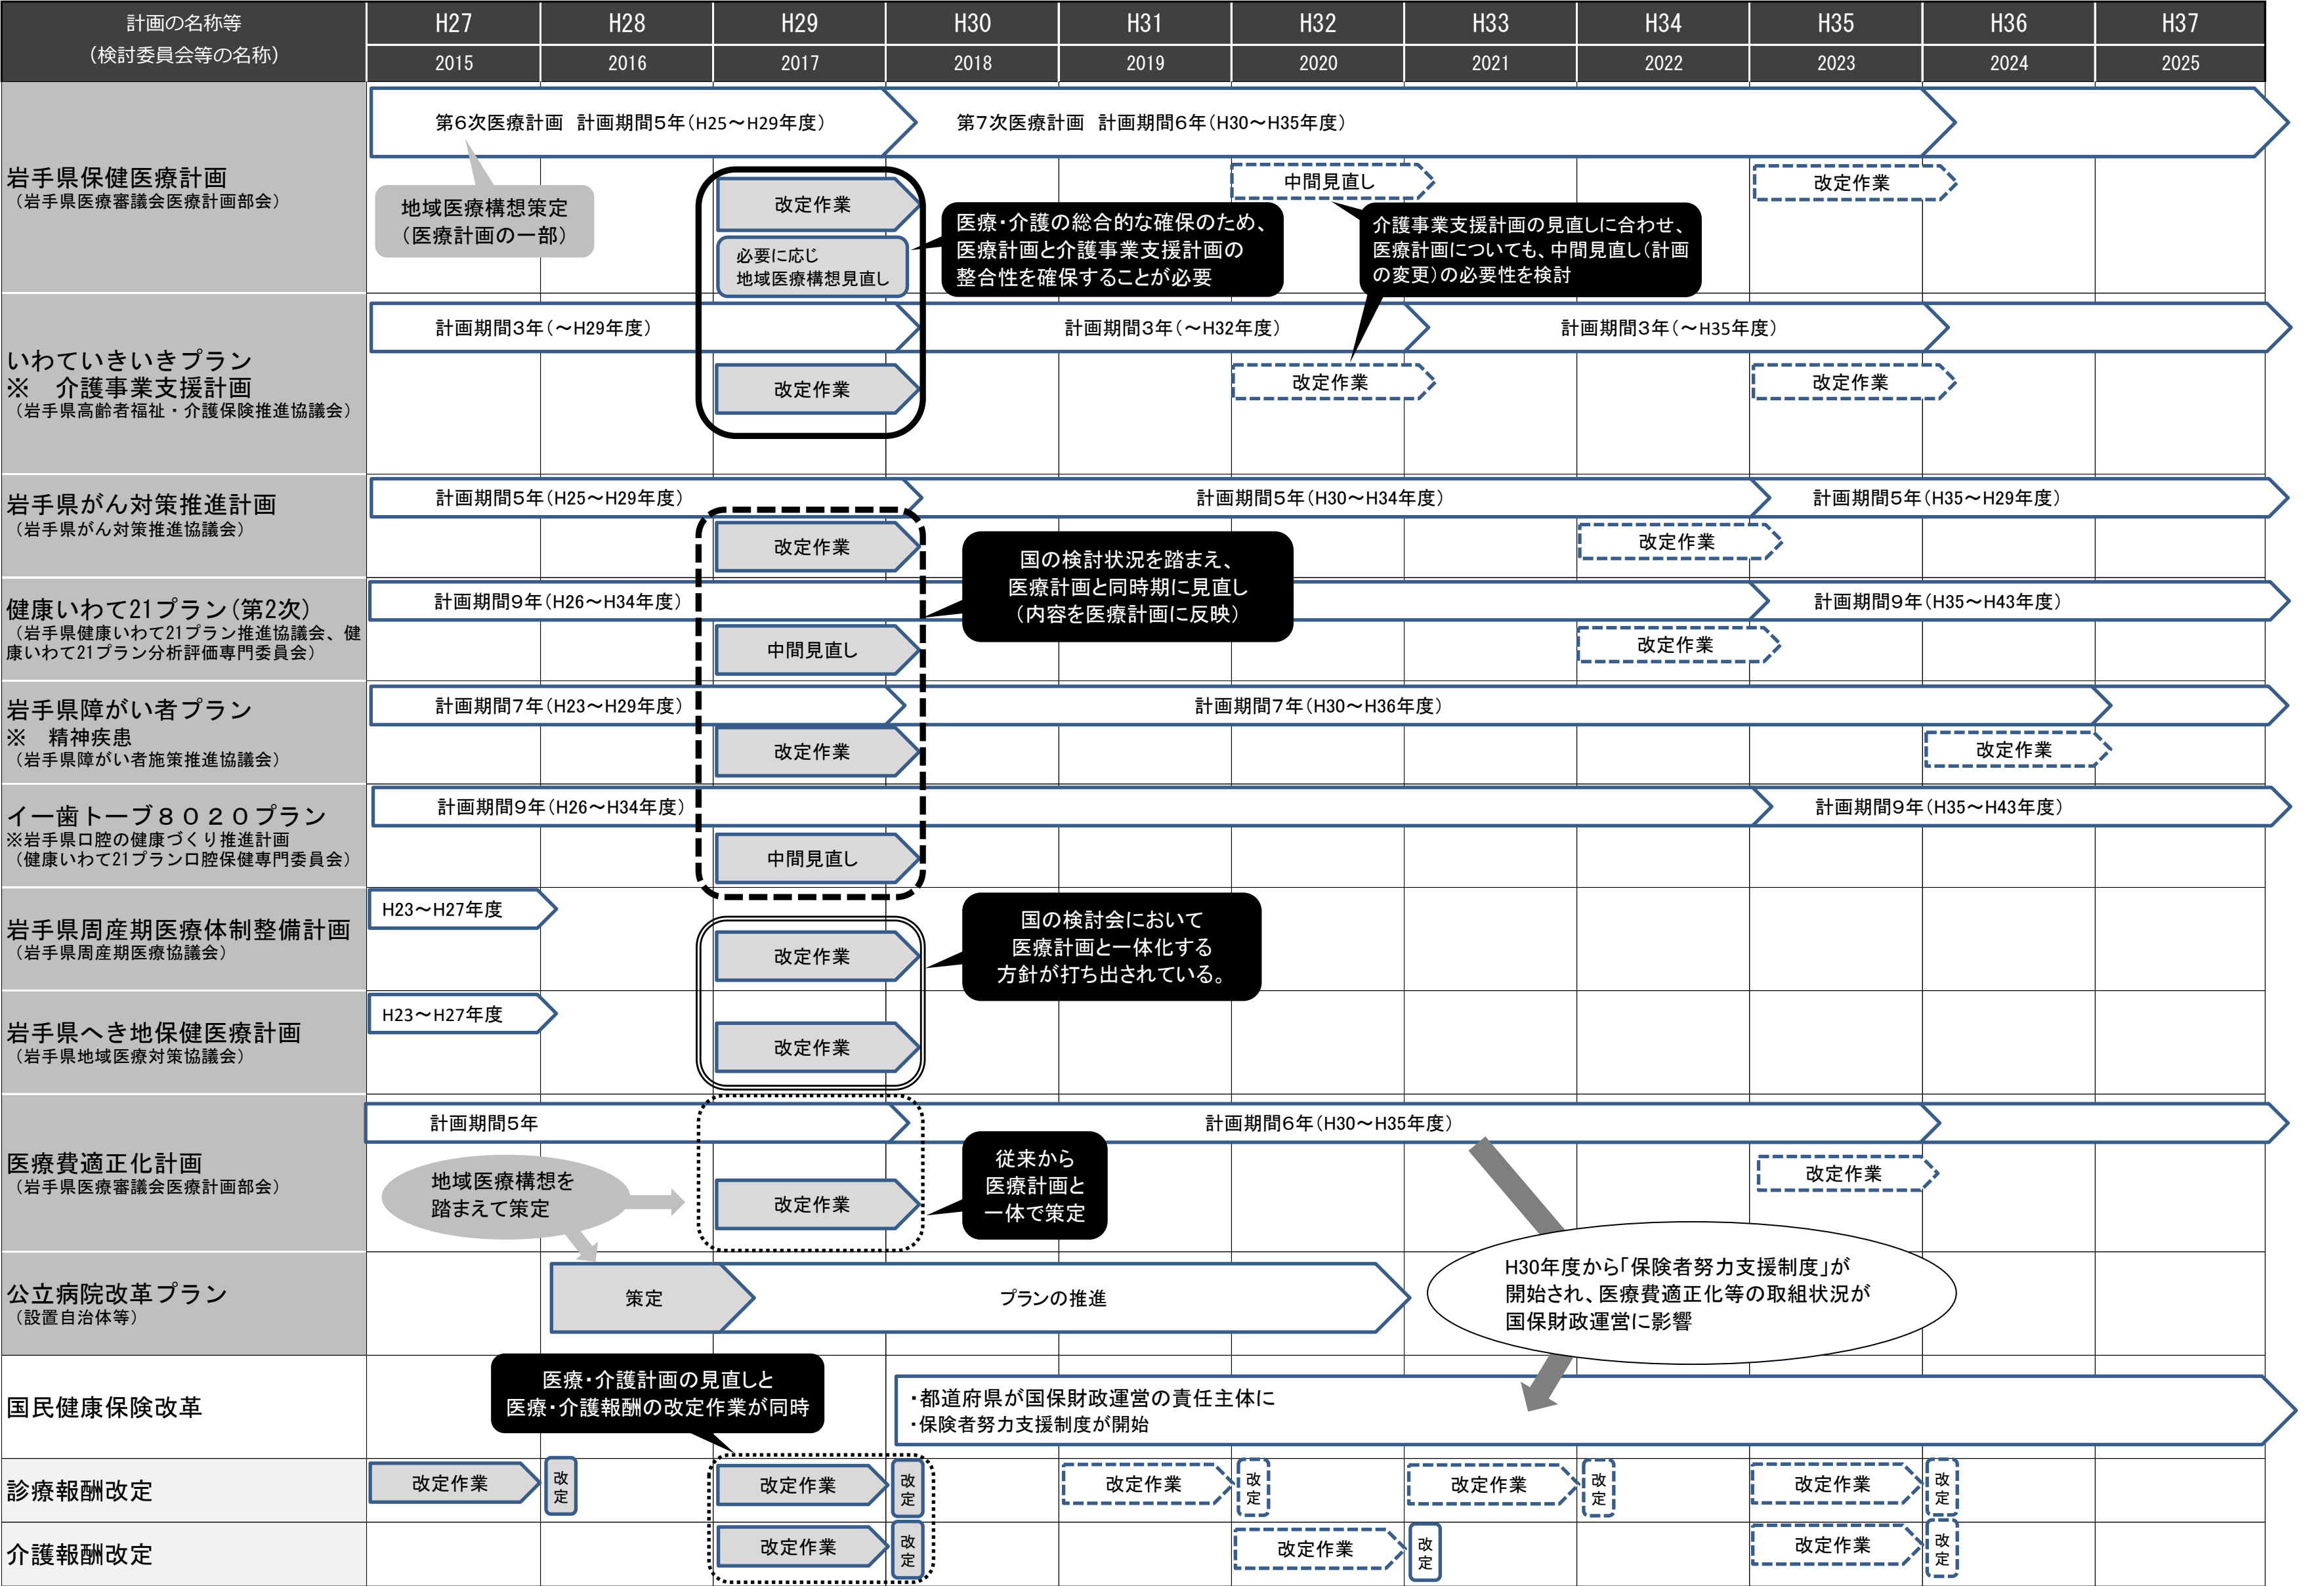 計画の名称等
（検討委員会等の名称）
H27 H28 H29 H30 H31 H32 H33 H34 H35 H36 H37
2015 2016 2017 2018 2019 2020 2021 2022 2023 2024 2025
岩手県保健医療計画
（岩手県医療審議会医療計画部会）
第６次医療計画　計画期間５年（H25～H29年度）
第７次医療計画　計画期間６年（H30～H35年度）
地域医療構想策定
（医療計画の一部）
改定作業
必要に応じ
地域医療構想見直し
医療・介護の総合的な確保のため、
医療計画と介護事業支援計画の
整合性を確保することが必要
中間見直し
介護事業支援計画の見直しに合わせ、
医療計画についても、中間見直し（計画
の変更）の必要性を検討
改定作業
いわていきいきプラン
※　介護事業支援計画
（岩手県高齢者福祉・介護保険推進協議会）
計画期間３年（～H29年度）
計画期間３年（～H32年度）
計画期間３年（～H35年度）
改定作業
改定作業
改定作業
岩手県がん対策推進計画
（岩手県がん対策推進協議会）
計画期間５年（H25～H29年度）
計画期間５年（H30～H34年度）
計画期間５年（H35～H29年度）
改定作業
改定作業
国の検討状況を踏まえ、
医療計画と同時期に見直し
（内容を医療計画に反映）
健康いわて21プラン(第2次)
（岩手県健康いわて21プラン推進協議会、健
康いわて21プラン分析評価専門委員会）
計画期間９年（H26～H34年度）
計画期間９年（H35～H43年度）
中間見直し
改定作業
岩手県障がい者プラン
※　精神疾患
（岩手県障がい者施策推進協議会）
計画期間７年（H23～H29年度）
計画期間７年（H30～H36年度）
改定作業
改定作業
イー歯トーブ８０２０プラン
※岩手県口腔の健康づくり推進計画
（健康いわて21プラン口腔保健専門委員会）
計画期間９年（H26～H34年度）
計画期間９年（H35～H43年度）
中間見直し
岩手県周産期医療体制整備計画
（岩手県周産期医療協議会）
H23～H27年度
改定作業
国の検討会において
医療計画と一体化する
方針が打ち出されている。
岩手県へき地保健医療計画
（岩手県地域医療対策協議会）
H23～H27年度
改定作業
医療費適正化計画
（岩手県医療審議会医療計画部会）
計画期間５年
計画期間６年（H30～H35年度）
地域医療構想を
踏まえて策定
改定作業
従来から
医療計画と
一体で策定
改定作業
公立病院改革プラン
（設置自治体等）
策定
プランの推進
H30年度から「保険者努力支援制度」が
開始され、医療費適正化等の取組状況が
国保財政運営に影響
国民健康保険改革
医療・介護計画の見直しと
医療・介護報酬の改定作業が同時
・都道府県が国保財政運営の責任主体に
・保険者努力支援制度が開始
診療報酬改定
改定作業 改定 改定作業 改定 改定作業 改定 改定作業 改定 改定作業 改定
介護報酬改定
改定作業 改定 改定作業 改定 改定作業 改定